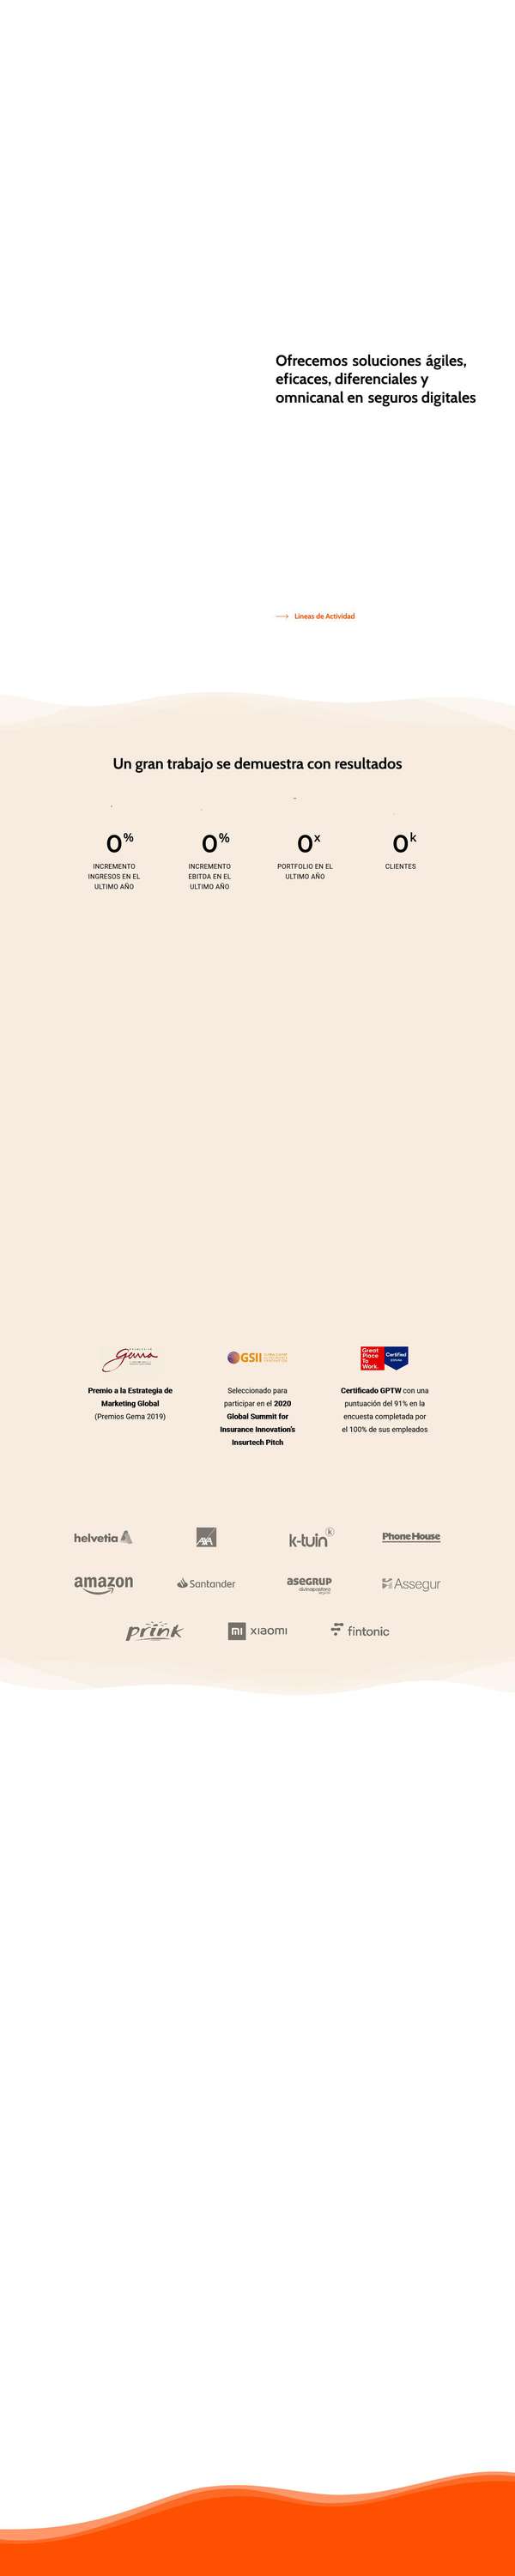 Ofrecemos soluciones ágiles,
eficaces, diferenciales y
omnicanal en seguros digitales
Líneas de Actividad
Un gran trabajo se demuestra con resultados
0%
INCREMENTO
INGRESOS EN EL
ULTIMO AÑO
0%
INCREMENTO
EBITDA EN EL
ULTIMO AÑO
0x
PORTFOLIO EN EL
ULTIMO AÑO
0k
CLIENTES
Gema
Premio a la Estrategia de
Marketing Global
(Premios Gema 2019)
GSII
Seleccionado para
participar en el 2020
Global Summit for
Insurance Innovation's
Insurtech Pitch
Great
Place
To
Work.
Certified
Certificado GPTW con una
puntuación del 91% en la
encuesta completada por
el 100% de sus empleados
helvetia
AXA
k-tuin
Phone House
amazon
Santander
asegrup
Assegur
prink
mi xiaomi
fintonic